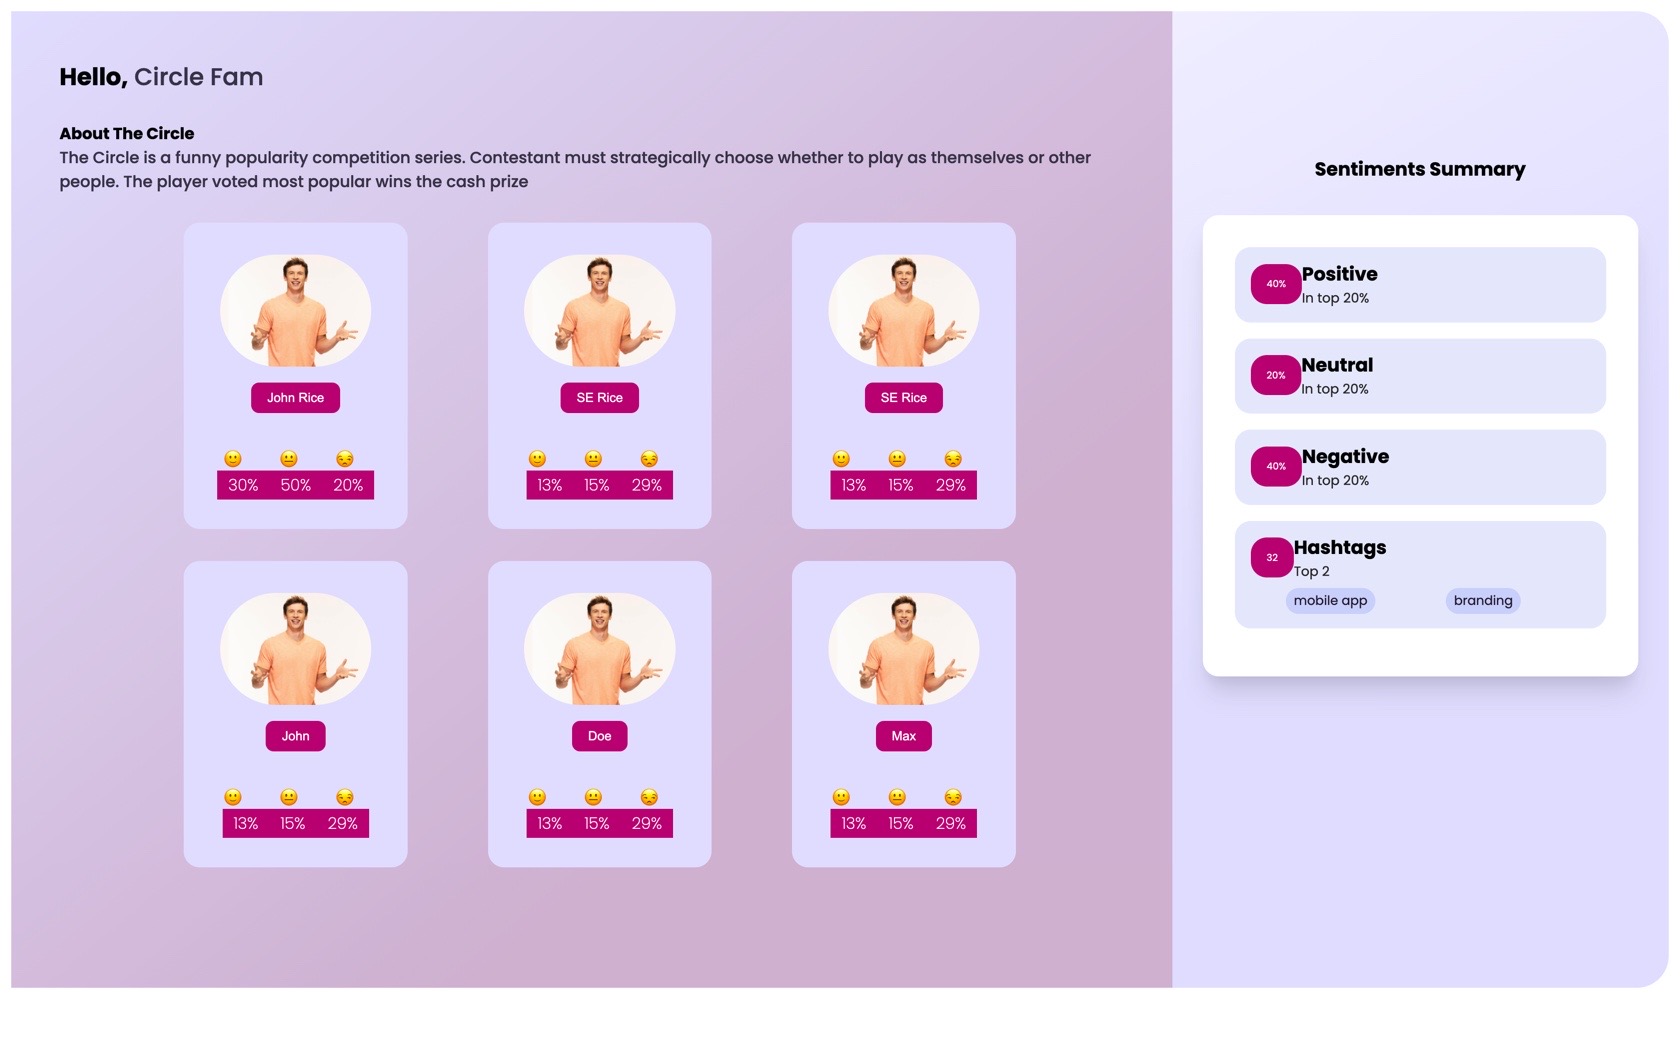 Hello, Circle Fam
About The Circle
The Circle is a funny popularity competition series. Contestant must strategically choose whether to play as themselves or other
people. The player voted most popular wins the cash prize
John Rice
🙂 😐 😒
30% 50% 20%
SE Rice
🙂 😐 😒
13% 15% 29%
SE Rice
🙂 😐 😒
13% 15% 29%
John
🙂 😐 😒
13% 15% 29%
Doe
🙂 😐 😒
13% 15% 29%
Max
🙂 😐 😒
13% 15% 29%
Sentiments Summary
40%
Positive
In top 20%
20%
Neutral
In top 20%
40%
Negative
In top 20%
32
Hashtags
Top 2
mobile app
branding